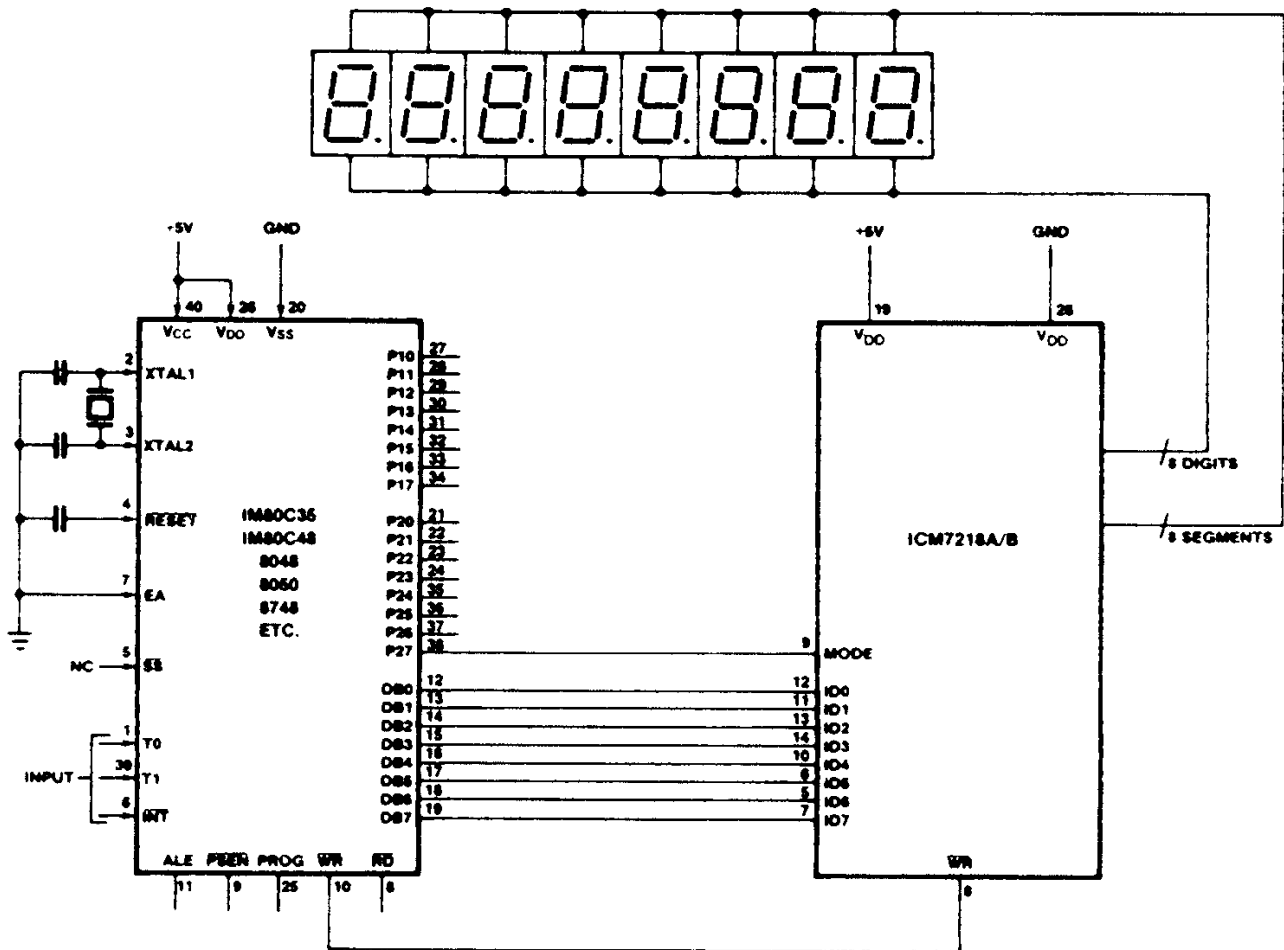 +5V GND
40 26 20
VCC VDD VSS
2 XTAL1
3 XTAL2
4 RESET
7 EA
NC 5 SS
1 T0
INPUT 39 T1
6 INT
IM80C35
IM80C48
8048
8050
8748
ETC.
P10 27
P11 28
P12 29
P13 30
P14 31
P15 32
P16 33
P17 34
P20 21
P21 22
P22 23
P23 24
P24 35
P25 36
P26 37
P27 38
DB0 12
DB1 13
DB2 14
DB3 15
DB4 16
DB5 17
DB6 18
DB7 19
ALE PSEN PROG WR RD
11 9 25 10 8
+5V GND
19 28
VDD VDD
8 DIGITS
8 SEGMENTS
ICM7218A/B
9 MODE
12 ID0
11 ID1
13 ID2
14 ID3
10 ID4
6 ID5
5 ID6
7 ID7
WR
8